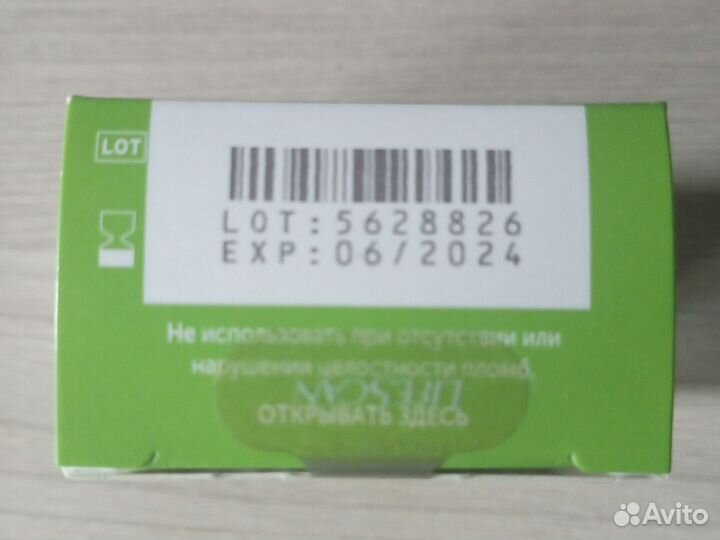 LOT
LOT:5628826
EXP:06/2024
Не использовать при отсутствии или
нарушении целостности пломб.
LIFESCAN
ОТКРЫВАТЬ ЗДЕСЬ
Avito